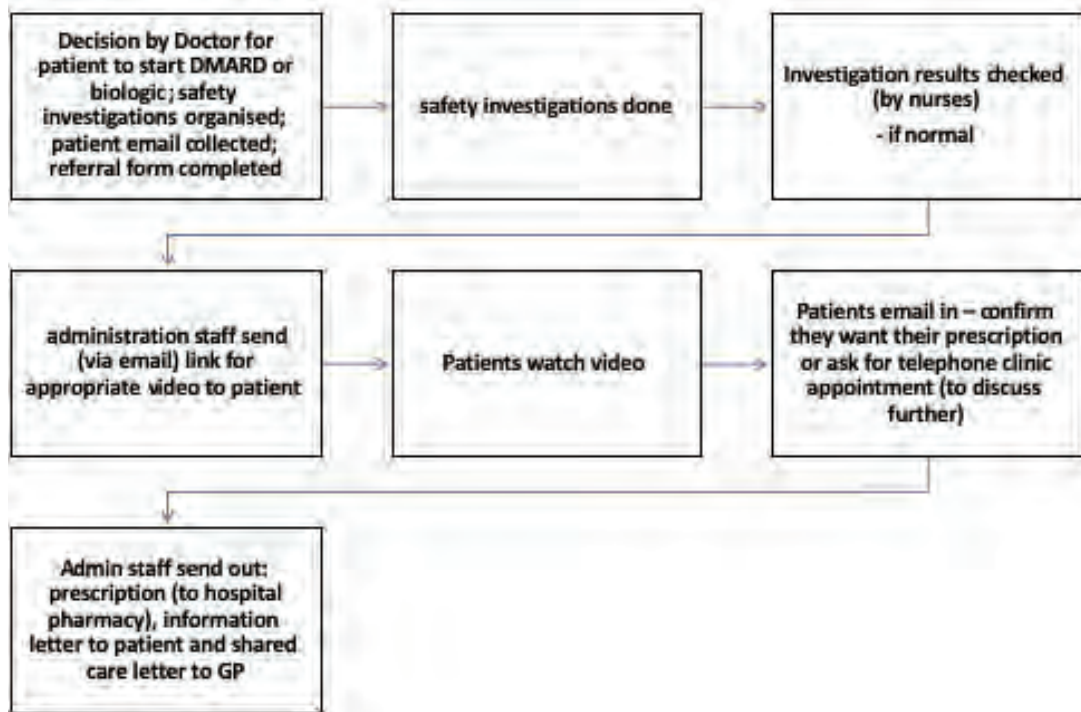 Decision by Doctor for
patient to start DMARD or
biologic; safety
investigations organised;
patient email collected;
referral form completed
safety investigations done
Investigation results checked
(by nurses)
- if normal
administration staff send
(via email) link for
appropriate video to patient
Patients watch video
Patients email in – confirm
they want their prescription
or ask for telephone clinic
appointment (to discuss
further)
Admin staff send out:
prescription (to hospital
pharmacy), information
letter to patient and shared
care letter to GP